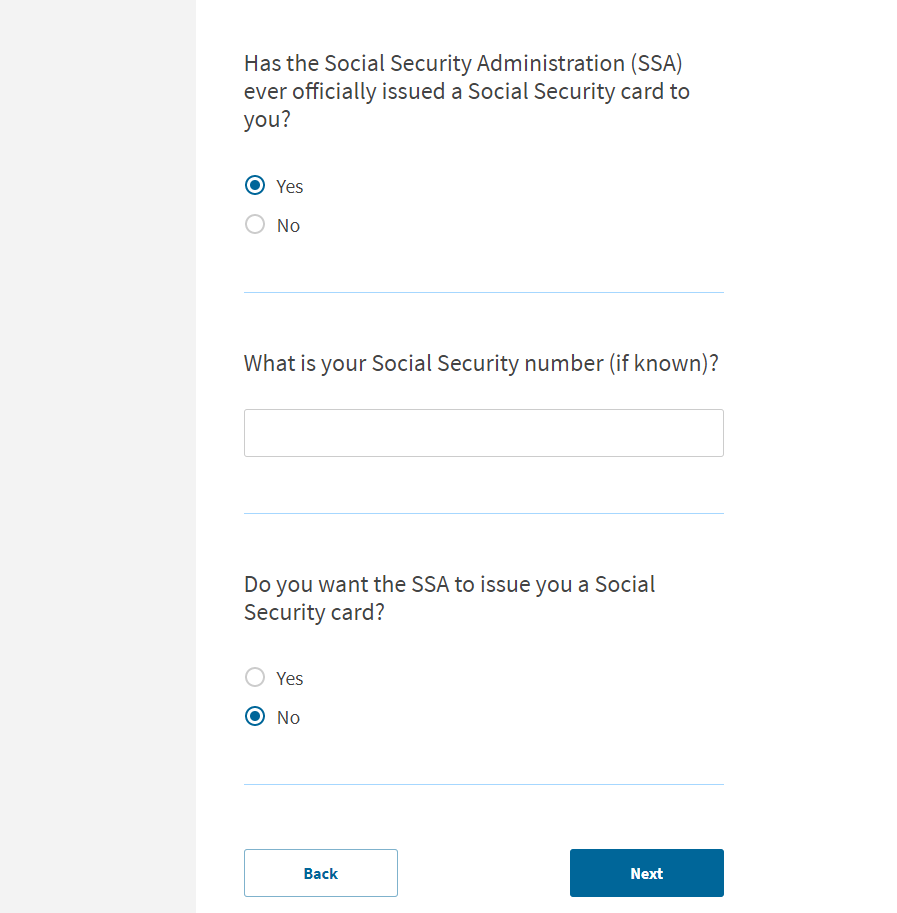 Has the Social Security Administration (SSA)
ever officially issued a Social Security card to
you?
Yes
No
What is your Social Security number (if known)?
Do you want the SSA to issue you a Social
Security card?
Yes
No
Back
Next